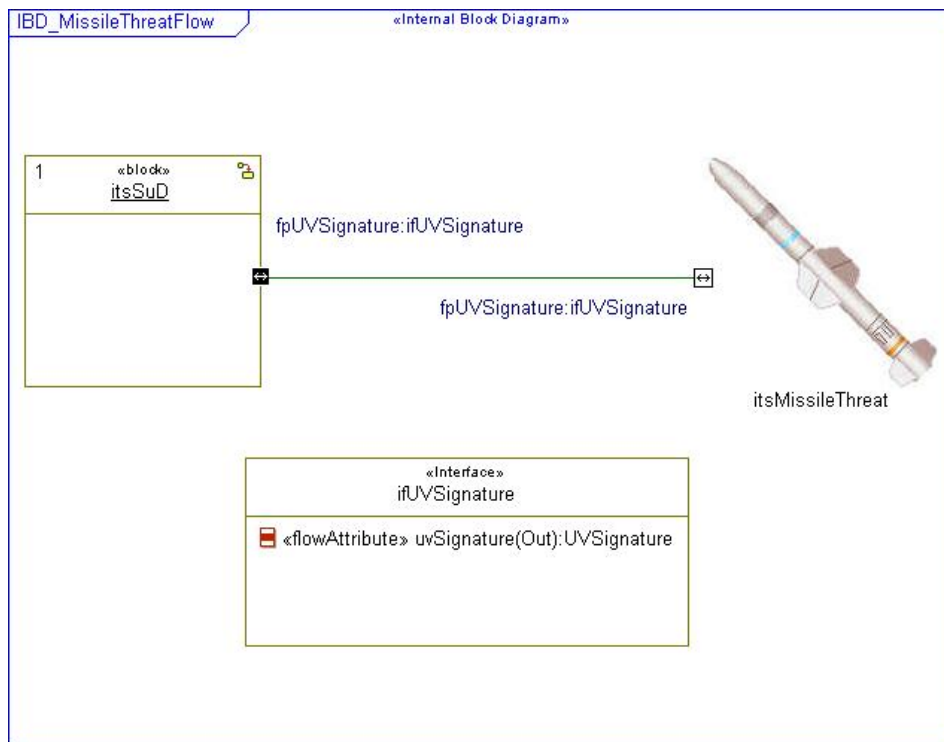 IBD_MissileThreatFlow
«Internal Block Diagram»
1
«block»
itsSuD
fpUVSignature:ifUVSignature
fpUVSignature:ifUVSignature
itsMissileThreat
«Interface»
ifUVSignature
«flowAttribute» uvSignature(Out):UVSignature